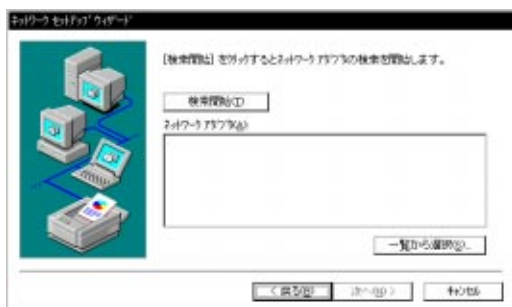 ネットワーク セットアップ ウィザード
[検索開始] をクリックするとネットワーク アダプタの検索を開始します。
検索開始(I)
ネットワーク アダプタ(A)
一覧から選択(S)...
< 戻る(B)
次へ(N) >
キャンセル